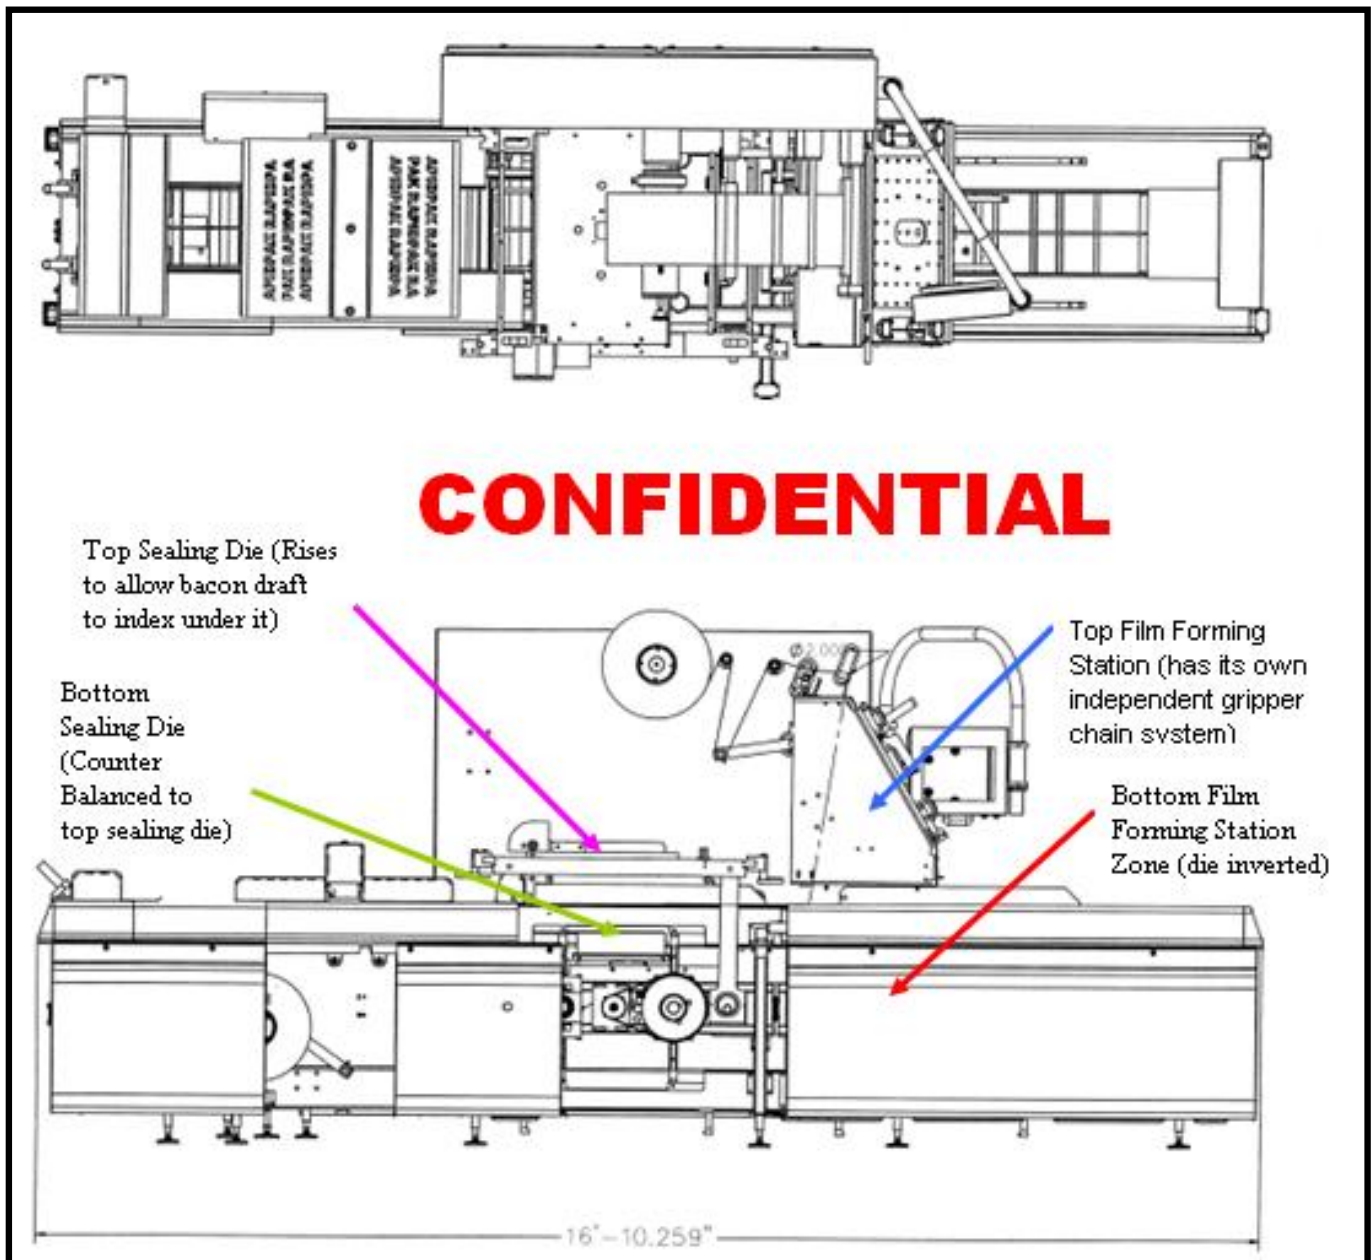 CONFIDENTIAL
Top Sealing Die (Rises
to allow bacon draft
to index under it)
Bottom
Sealing Die
(Counter
Balanced to
top sealing die)
Top Film Forming
Station (has its own
independent gripper
chain system)
Bottom Film
Forming Station
Zone (die inverted)
16'-10.259"